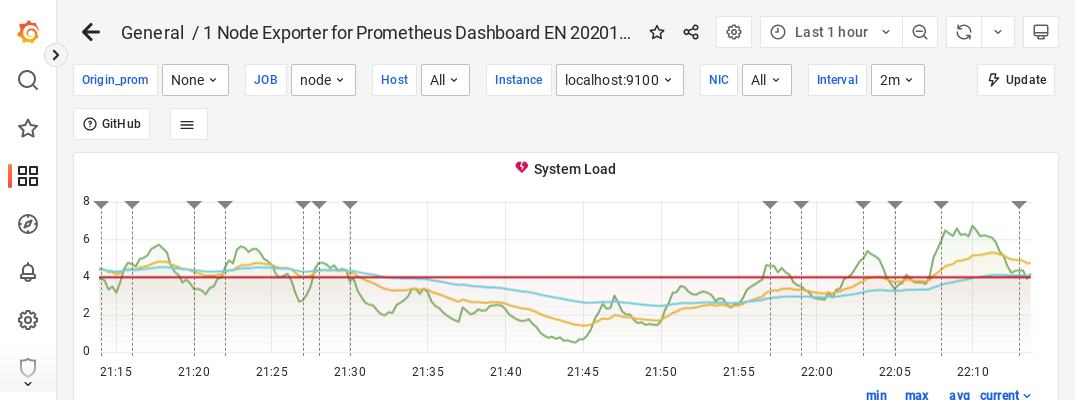 General / 1 Node Exporter for Prometheus Dashboard EN 20201...
Last 1 hour
Origin_prom None JOB node Host All Instance localhost:9100 NIC All Interval 2m Update
GitHub
System Load
8
6
4
2
0
21:15 21:20 21:25 21:30 21:35 21:40 21:45 21:50 21:55 22:00 22:05 22:10
min max avg current